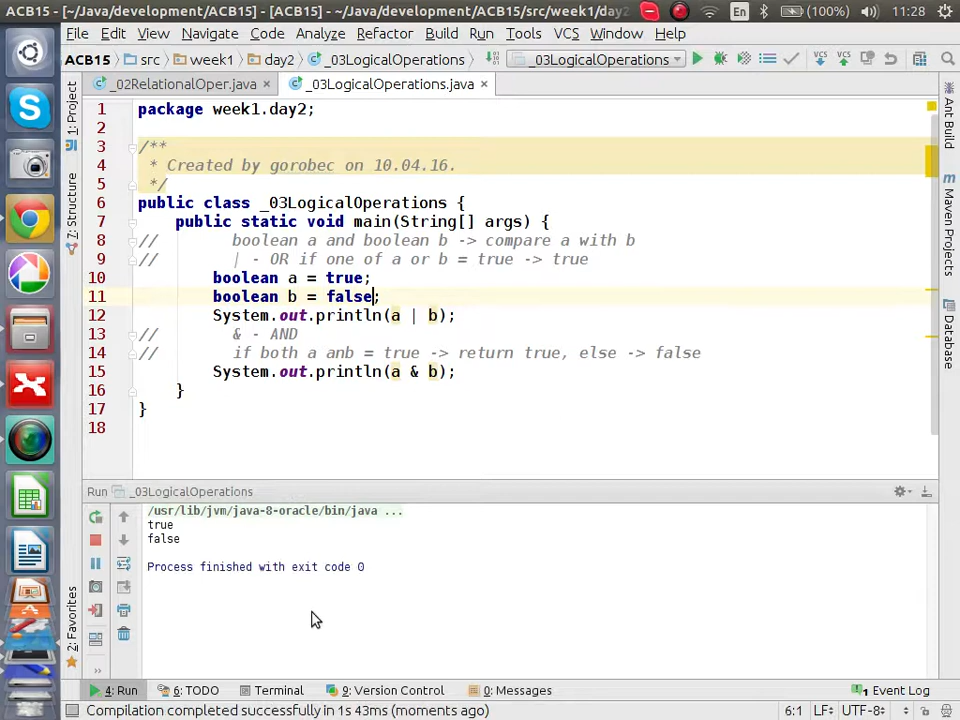 ACB15 - [~/Java/development/ACB15] - [ACB15] - ~/Java/development/ACB15/src/week1/day2
En
(100%)
11:28
File Edit View Navigate Code Analyze Refactor Build Run Tools VCS Window Help
ACB15 src week1 day2 _03LogicalOperations _03LogicalOperations VCS VCS
_02RelationalOper.java _03LogicalOperations.java
1 package week1.day2;
2
3 /**
4 * Created by gorobec on 10.04.16.
5 */
6 public class _03LogicalOperations {
7 public static void main(String[] args) {
8 // boolean a and boolean b -> compare a with b
9 // | - OR if one of a or b = true -> true
10 boolean a = true;
11 boolean b = false;
12 System.out.println(a | b);
13 // & - AND
14 // if both a anb = true -> return true, else -> false
15 System.out.println(a & b);
16 }
17 }
18
1: Project
7: Structure
2: Favorites
Ant Build
Maven Projects
Database
Run _03LogicalOperations
/usr/lib/jvm/java-8-oracle/bin/java ...
true
false
Process finished with exit code 0
4: Run 6: TODO Terminal 9: Version Control 0: Messages 1 Event Log
Compilation completed successfully in 1s 43ms (moments ago) 6:1 LF UTF-8